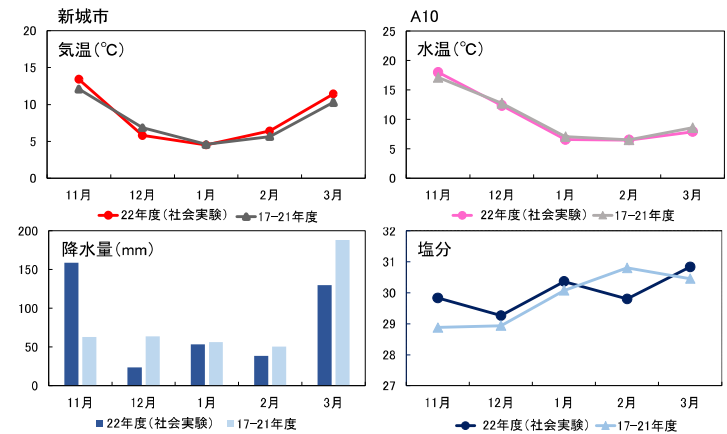 新城市
気温(℃)
20
15
10
5
0
11月 12月 1月 2月 3月
22年度(社会実験) 17-21年度
A10
水温(℃)
25
20
15
10
5
0
11月 12月 1月 2月 3月
22年度(社会実験) 17-21年度
降水量(mm)
200
150
100
50
0
11月 12月 1月 2月 3月
22年度(社会実験) 17-21年度
塩分
32
31
30
29
28
27
11月 12月 1月 2月 3月
22年度(社会実験) 17-21年度